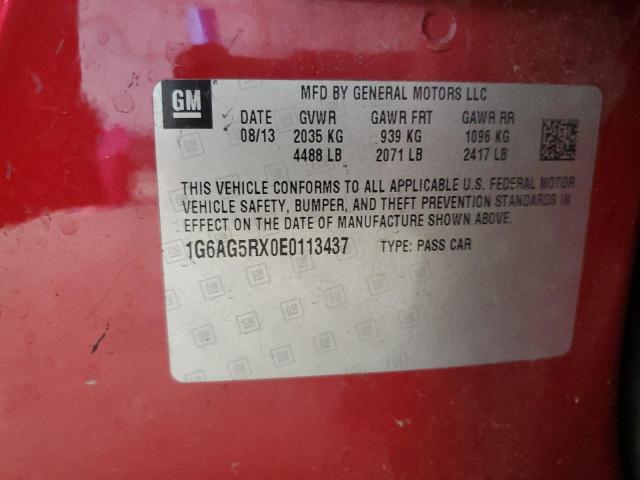 GM
MFD BY GENERAL MOTORS LLC
DATE GVWR GAWR FRT GAWR RR
08/13 2035 KG 939 KG 1096 KG
4488 LB 2071 LB 2417 LB
THIS VEHICLE CONFORMS TO ALL APPLICABLE U.S. FEDERAL MOTOR
VEHICLE SAFETY, BUMPER, AND THEFT PREVENTION STANDARDS IN
EFFECT ON THE DATE OF MANUFACTURE SHOWN ABOVE.
1G6AG5RX0E0113437 TYPE: PASS CAR